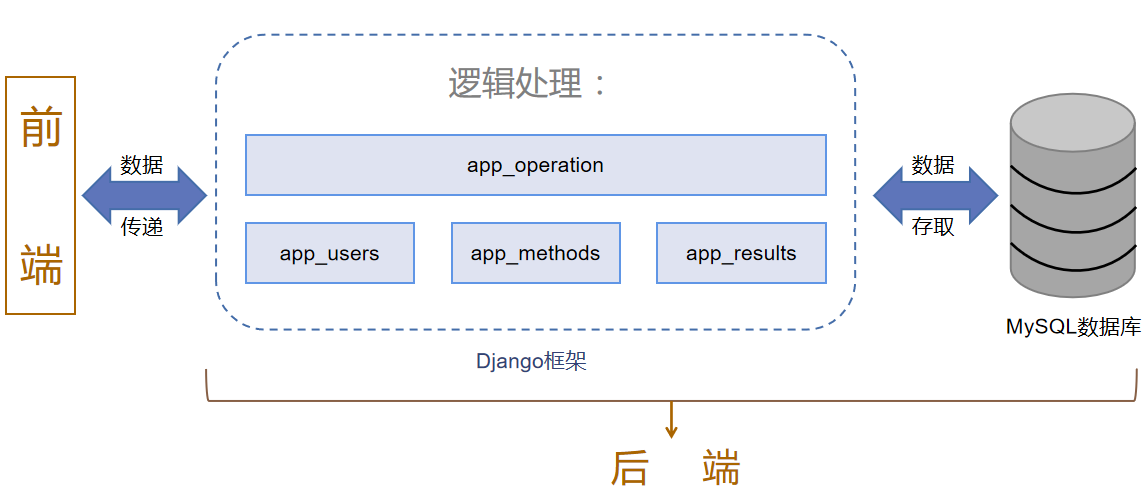 前
端
数据
传递
逻辑处理：
app_operation
app_users
app_methods
app_results
Django框架
数据
存取
MySQL数据库
后 端